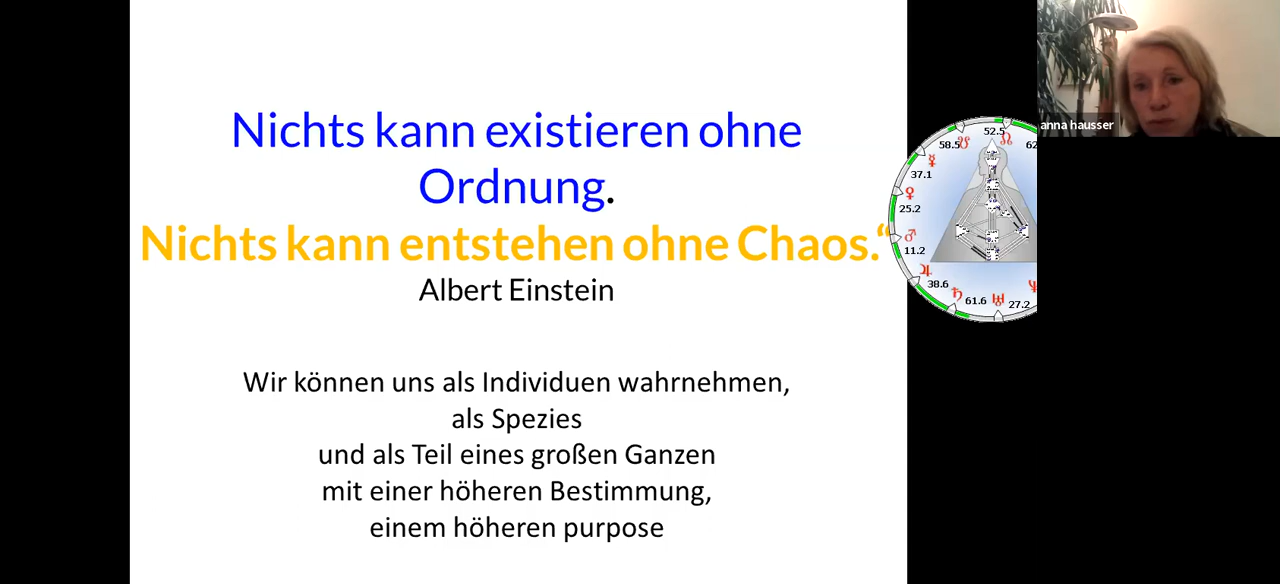 Nichts kann existieren ohne
Ordnung.
Nichts kann entstehen ohne Chaos.“
Albert Einstein
Wir können uns als Individuen wahrnehmen,
als Spezies
und als Teil eines großen Ganzen
mit einer höheren Bestimmung,
einem höheren purpose
anna hausser
52.5
58.5
62
37.1
25.2
11.2
38.6
61.6
27.2